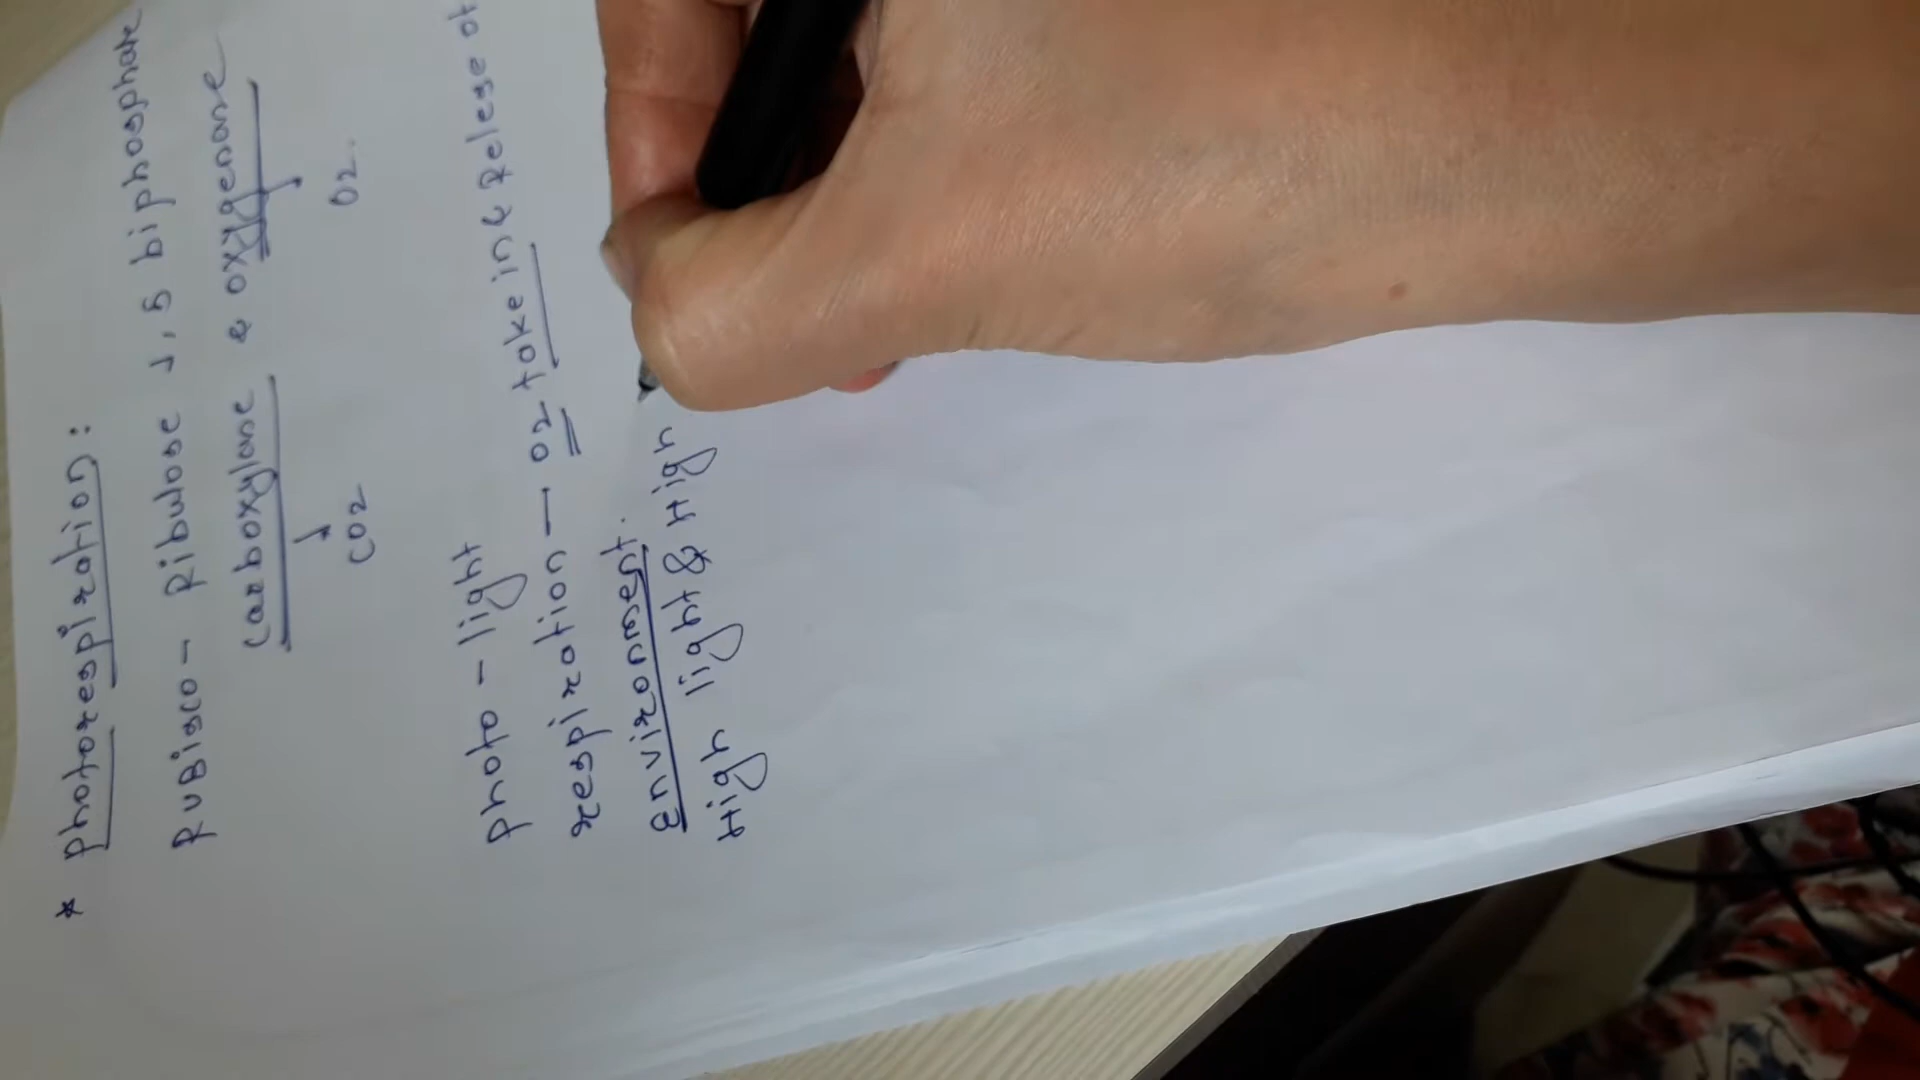 * photorespiration:
RUBisco - Ribulose 1,5 biphosphate
carboxylase & oxygenase
CO2 O2.
photo - light
respiration - O2 take in & Relese of
Environment.
High light & High